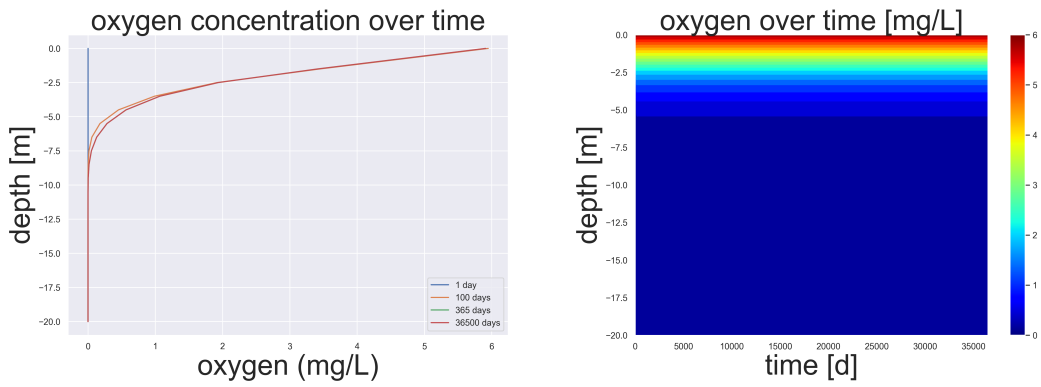 oxygen concentration over time
0.0
−2.5
−5.0
−7.5
−10.0
−12.5
−15.0
−17.5
−20.0
depth [m]
1 day
100 days
365 days
36500 days
0 1 2 3 4 5 6
oxygen (mg/L)
oxygen over time [mg/L]
0.0
−2.5
−5.0
−7.5
−10.0
−12.5
−15.0
−17.5
−20.0
depth [m]
0 5000 10000 15000 20000 25000 30000 35000
time [d]
6
5
4
3
2
1
0